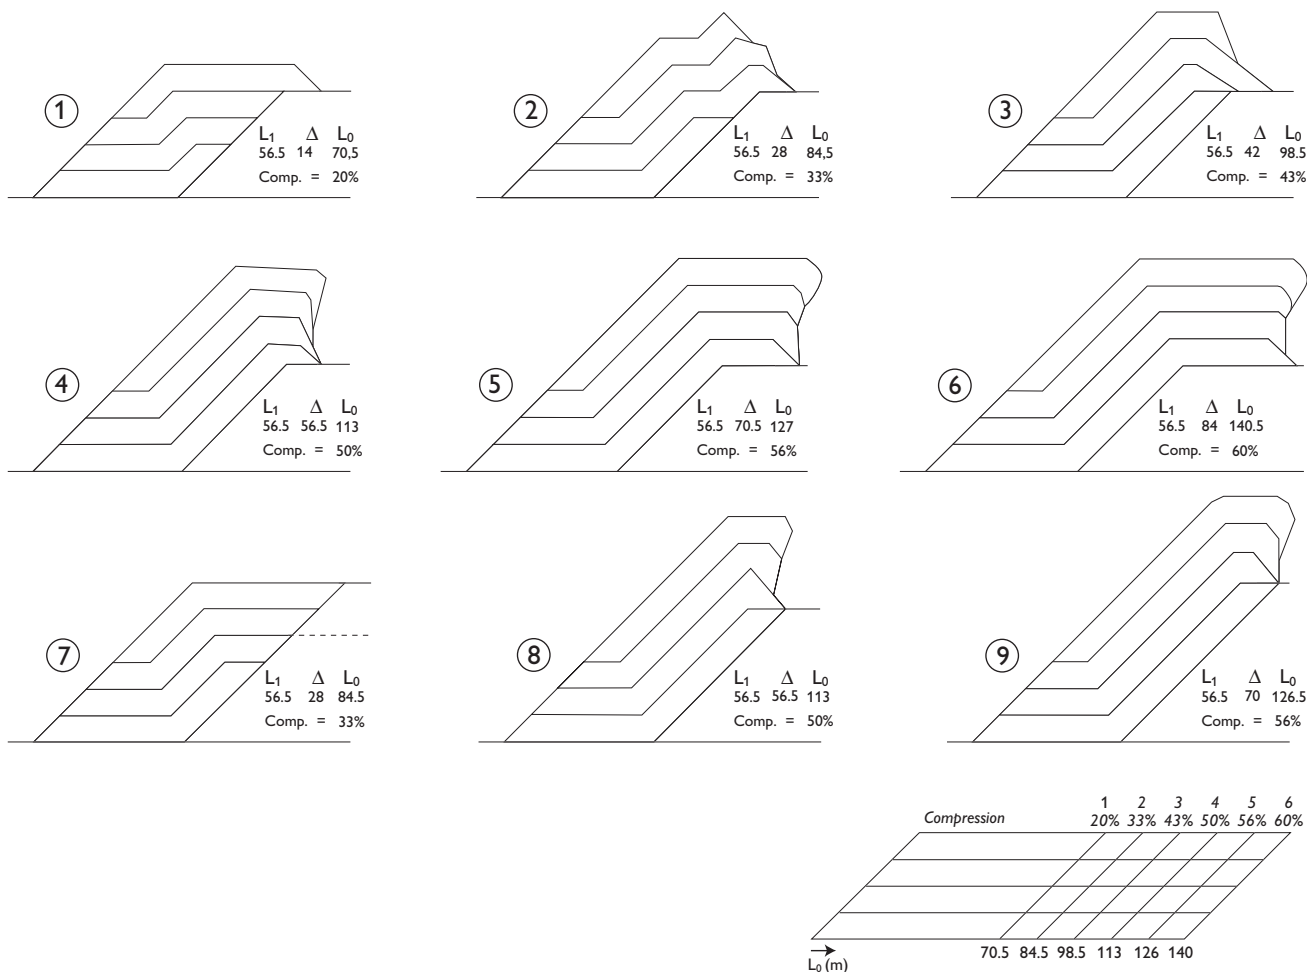 1
L1 Δ L0
56.5 14 70,5
Comp. = 20%
2
L1 Δ L0
56.5 28 84,5
Comp. = 33%
3
L1 Δ L0
56.5 42 98.5
Comp. = 43%
4
L1 Δ L0
56.5 56.5 113
Comp. = 50%
5
L1 Δ L0
56.5 70.5 127
Comp. = 56%
6
L1 Δ L0
56.5 84 140.5
Comp. = 60%
7
L1 Δ L0
56.5 28 84.5
Comp. = 33%
8
L1 Δ L0
56.5 56.5 113
Comp. = 50%
9
L1 Δ L0
56.5 70 126.5
Comp. = 56%
1 2 3 4 5 6
Compression 20% 33% 43% 50% 56% 60%
70.5 84.5 98.5 113 126 140
L0 (m)